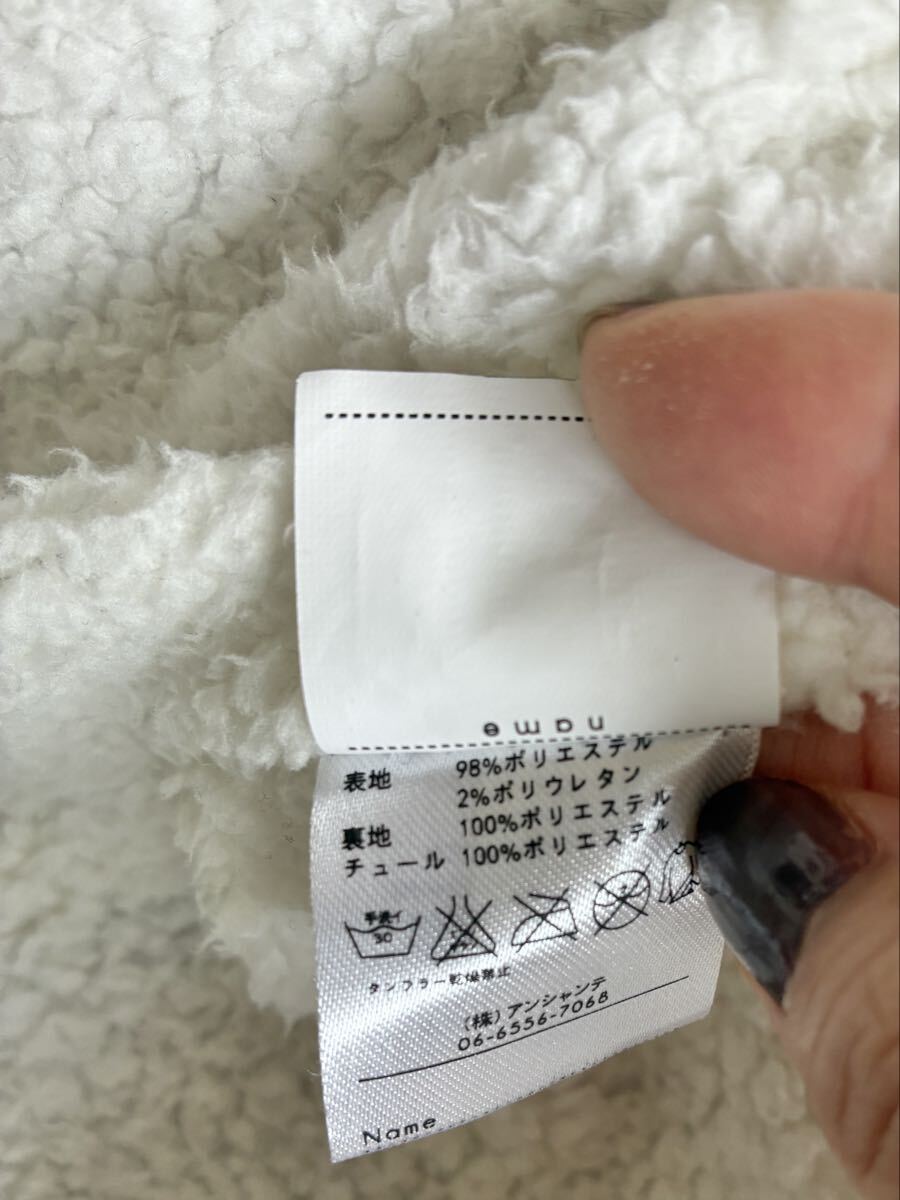 name
表地 98%ポリエステル
2%ポリウレタン
裏地 100%ポリエステル
チュール 100%ポリエステル
手洗イ
30
タンブラー乾燥禁止
(株)アンシャンテ
06-6556-7068
Name